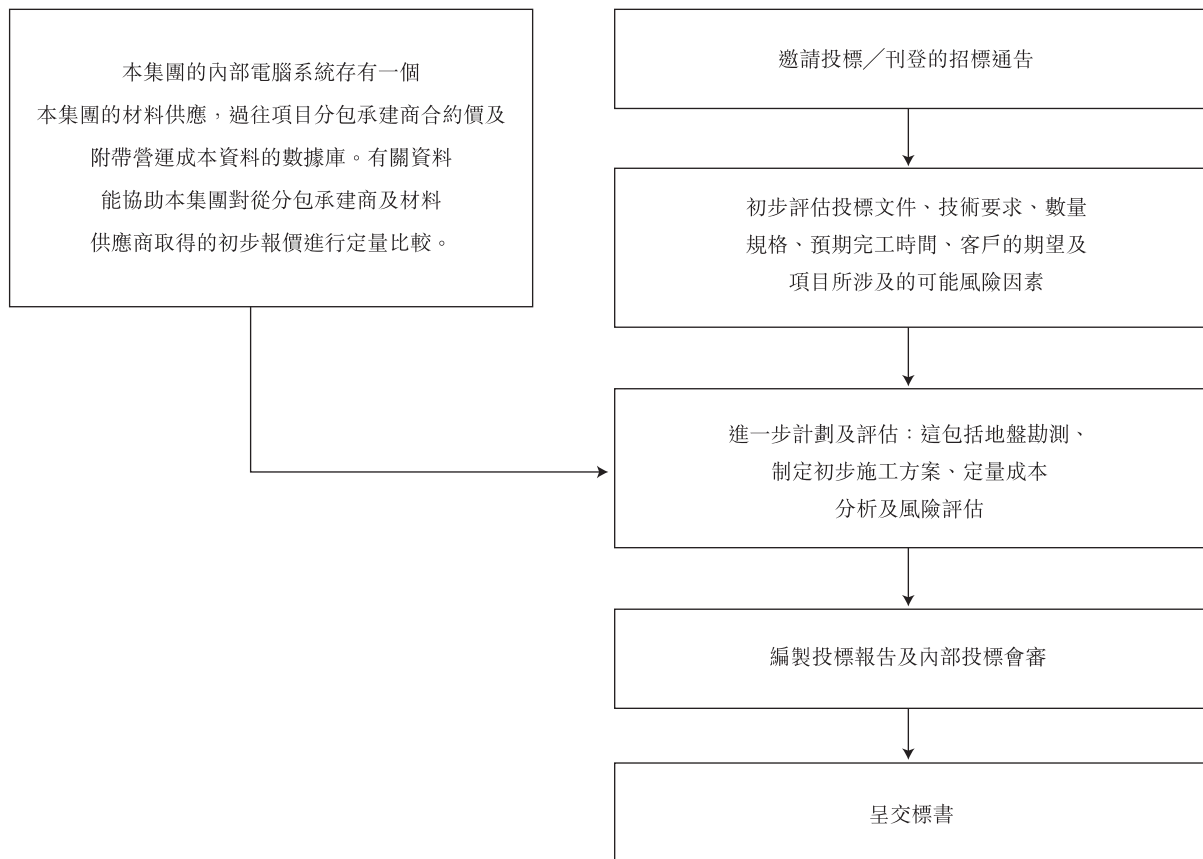 本集團的內部電腦系統存有一個
本集團的材料供應，過往項目分包承建商合約價及
附帶營運成本資料的數據庫。有關資料
能協助本集團對從分包承建商及材料
供應商取得的初步報價進行定量比較。
邀請投標／刊登的招標通告
初步評估投標文件、技術要求、數量
規格、預期完工時間、客戶的期望及
項目所涉及的可能風險因素
進一步計劃及評估：這包括地盤勘測、
制定初步施工方案、定量成本
分析及風險評估
編製投標報告及內部投標會審
呈交標書